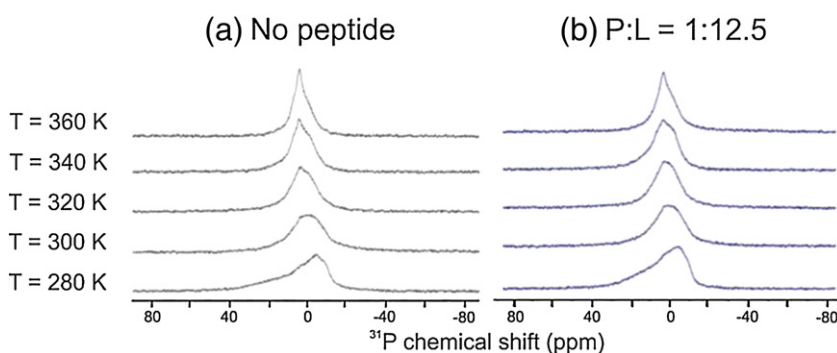 (a) No peptide (b) P:L = 1:12.5
T = 360 K
T = 340 K
T = 320 K
T = 300 K
T = 280 K
80 40 0 -40 -80 80 40 0 -40 -80
³¹P chemical shift (ppm)